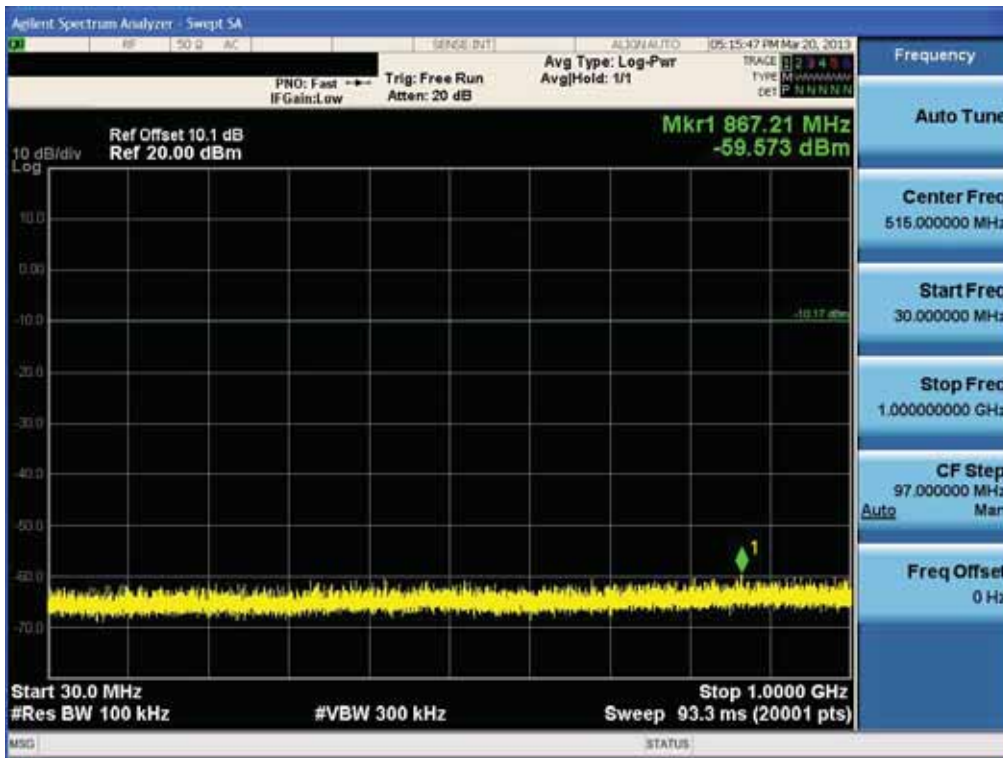 Agilent Spectrum Analyzer - Swept SA
RF 50 Ω AC SENSE:INT ALIGN AUTO 05:15:47 PM Mar 20, 2013
Avg Type: Log-Pwr TRACE 1 2 3 4 5 6
PNO: Fast Trig: Free Run Avg|Hold: 1/1 TYPE M
IFGain:Low Atten: 20 dB DET P N N N N N
Mkr1 867.21 MHz
-59.573 dBm
Ref Offset 10.1 dB
10 dB/div Ref 20.00 dBm
Log
10.0
0.00
-10.0
-10.17 dBm
-20.0
-30.0
-40.0
-50.0
1
-60.0
-70.0
Start 30.0 MHz Stop 1.0000 GHz
#Res BW 100 kHz #VBW 300 kHz Sweep 93.3 ms (20001 pts)
MSG STATUS
Frequency
Auto Tune
Center Freq
515.000000 MHz
Start Freq
30.000000 MHz
Stop Freq
1.000000000 GHz
CF Step
97.000000 MHz
Auto Man
Freq Offset
0 Hz